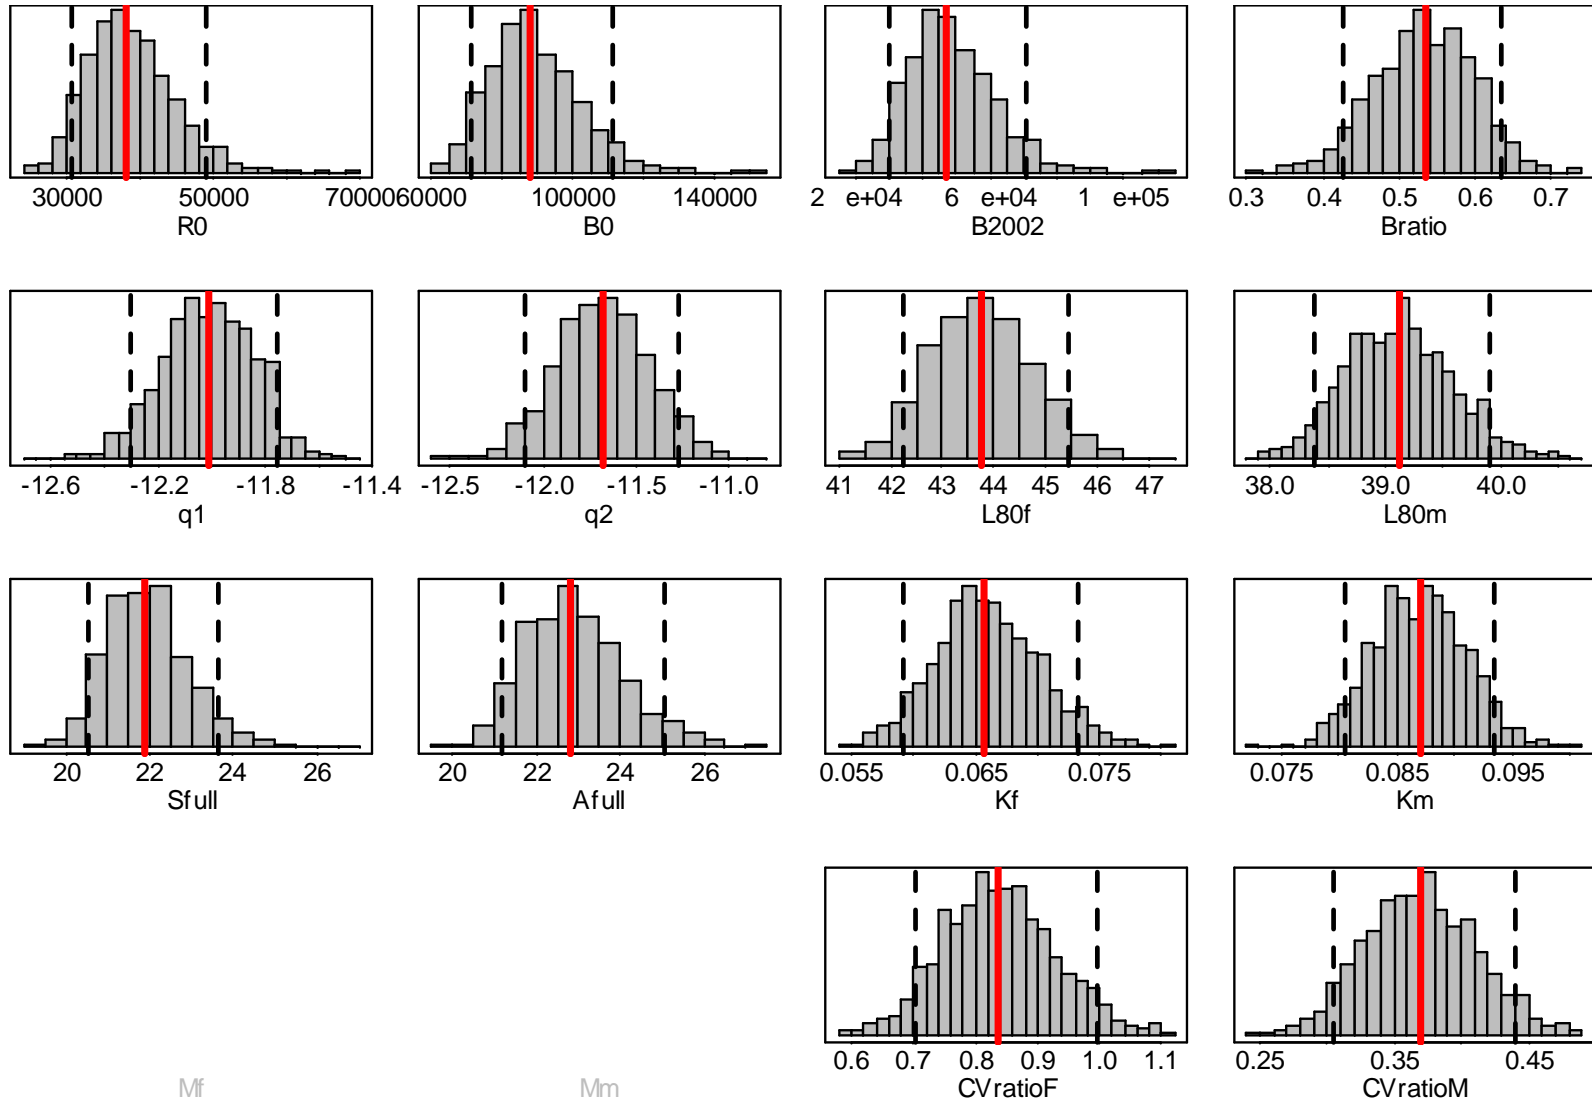 30000 50000 70000 60000 100000 140000 2 e+04 6 e+04 1 e+05 0.3 0.4 0.5 0.6 0.7
R0 B0 B2002 Bratio
-12.6 -12.2 -11.8 -11.4 -12.5 -12.0 -11.5 -11.0 41 42 43 44 45 46 47 38.0 39.0 40.0
q1 q2 L80f L80m
20 22 24 26 20 22 24 26 0.055 0.065 0.075 0.075 0.085 0.095
Sfull Afull Kf Km
0.6 0.7 0.8 0.9 1.0 1.1 0.25 0.35 0.45
Mf Mm CVratioF CVratioM